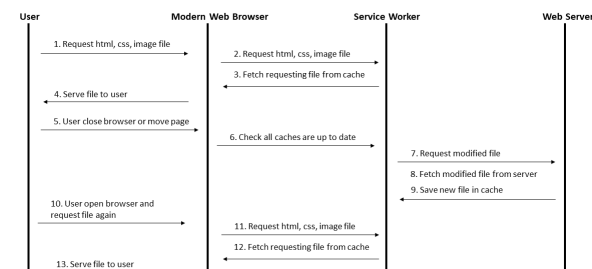 User Modern Web Browser Service Worker Web Server
1. Request html, css, image file
2. Request html, css, image file
3. Fetch requesting file from cache
4. Serve file to user
5. User close browser or move page
6. Check all caches are up to date
7. Request modified file
8. Fetch modified file from server
9. Save new file in cache
10. User open browser and
request file again
11. Request html, css, image file
12. Fetch requesting file from cache
13. Serve file to user